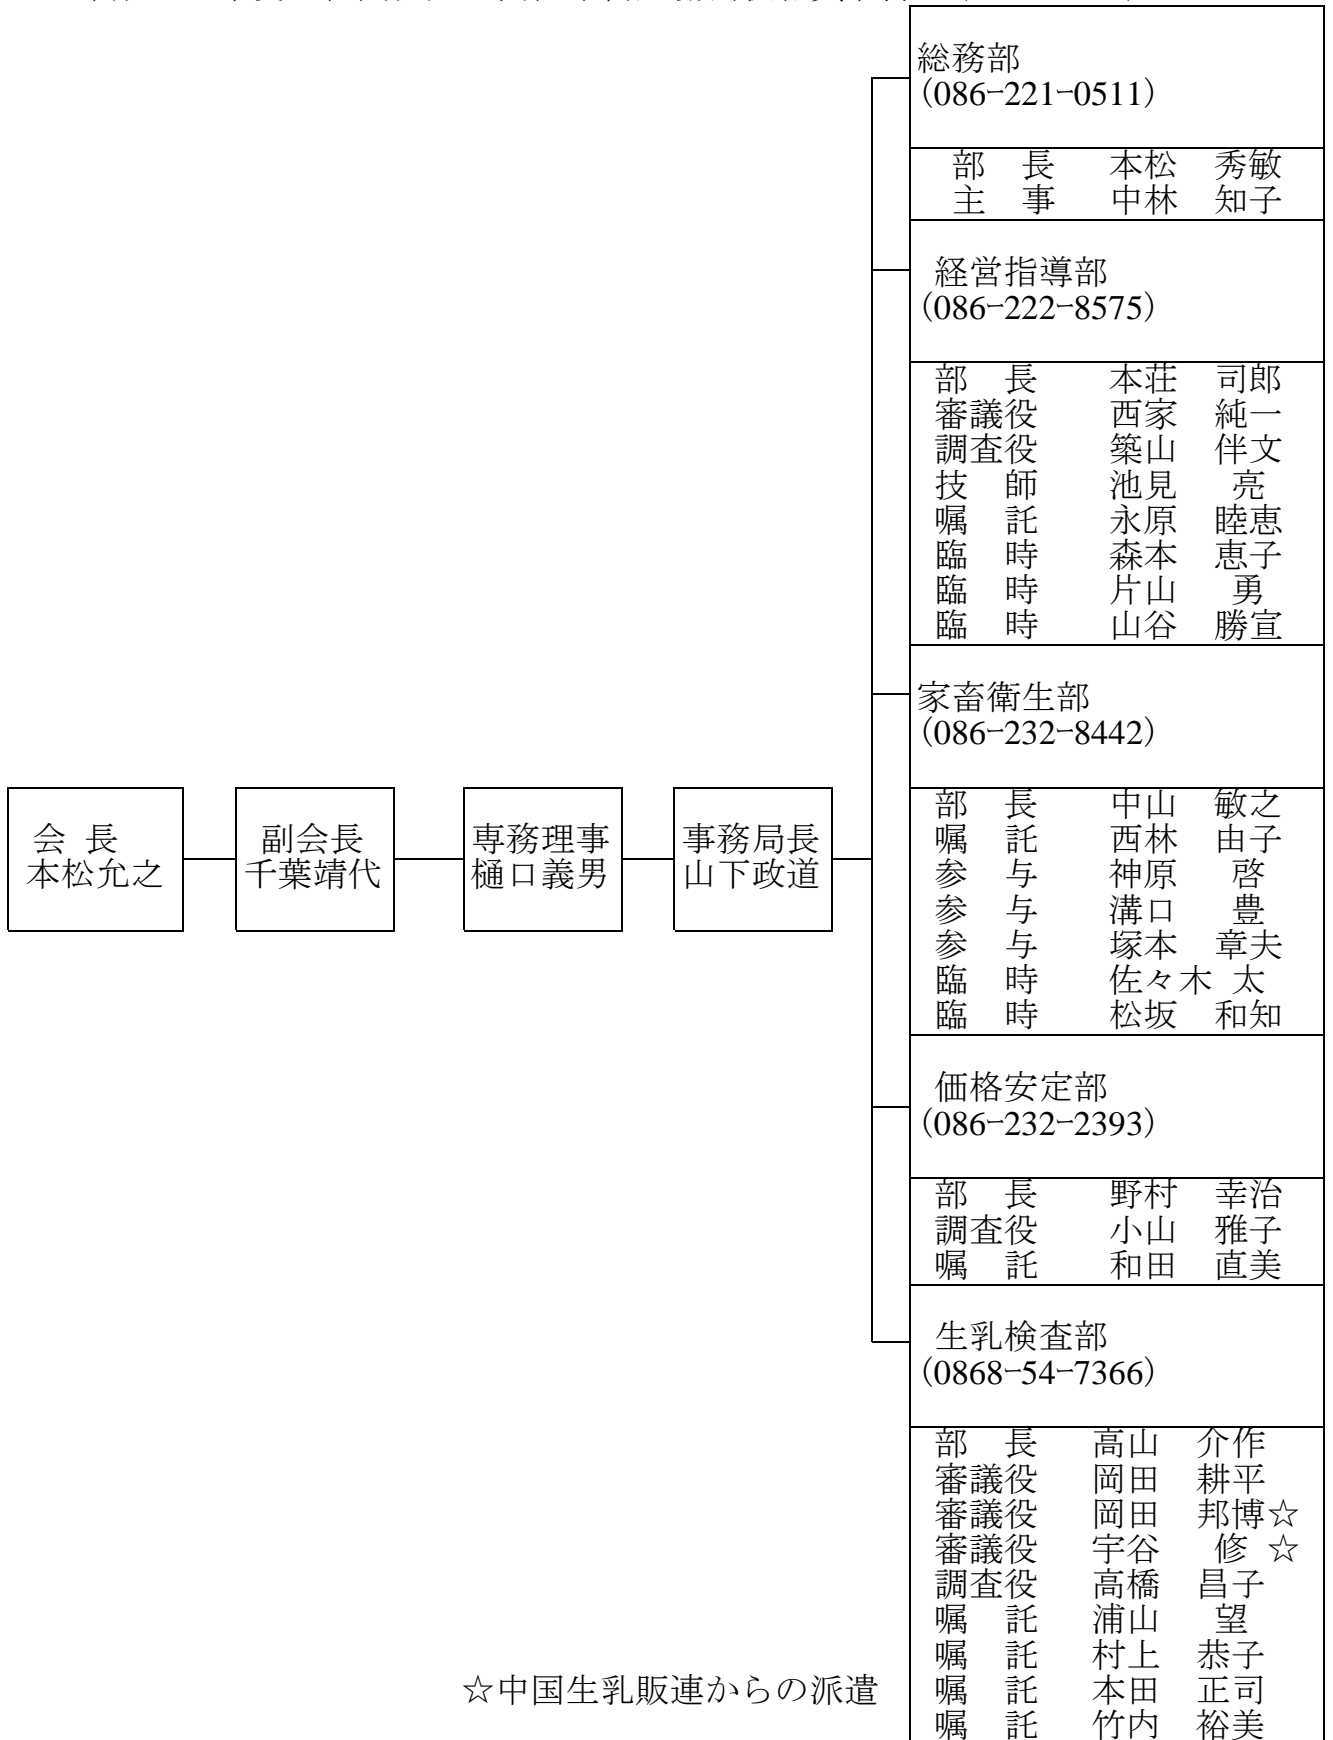 総務部
(086-221-0511)
部 長 本松 秀敏
主 事 中林 知子
経営指導部
(086-222-8575)
部 長 本荘 司郎
審議役 西家 純一
調査役 築山 伴文
技 師 池見 亮
嘱 託 永原 睦恵
臨 時 森本 恵子
臨 時 片山 勇
臨 時 山谷 勝宣
家畜衛生部
(086-232-8442)
部 長 中山 敏之
嘱 託 西林 由子
参 与 神原 啓
参 与 溝口 豊
参 与 塚本 章夫
臨 時 佐々木 太
臨 時 松坂 和知
会 長
本松允之
副会長
千葉靖代
専務理事
樋口義男
事務局長
山下政道
価格安定部
(086-232-2393)
部 長 野村 幸治
調査役 小山 雅子
嘱 託 和田 直美
生乳検査部
(0868-54-7366)
部 長 高山 介作
審議役 岡田 耕平
審議役 岡田 邦博☆
審議役 宇谷 修 ☆
調査役 高橋 昌子
嘱 託 浦山 望
嘱 託 村上 恭子
嘱 託 本田 正司
嘱 託 竹内 裕美
☆中国生乳販連からの派遣